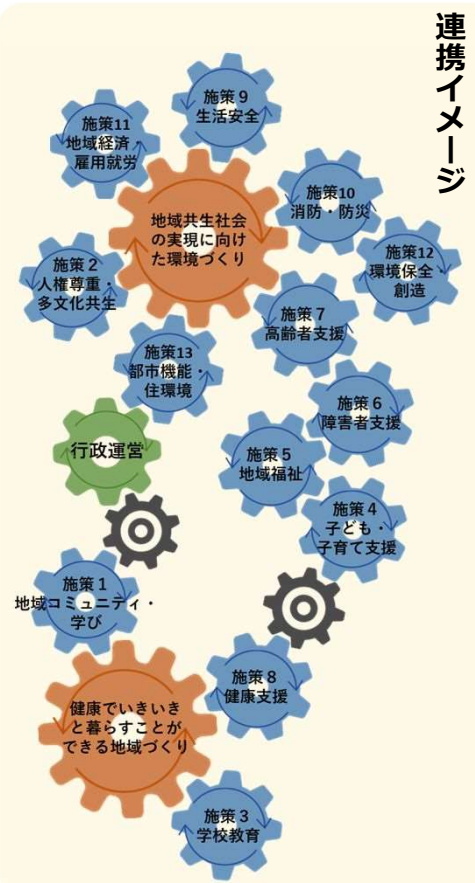 連携イメージ
施策９
生活安全
施策11
地域経済・
雇用就労
施策10
消防・防災
地域共生社会
の実現に向け
た環境づくり
施策12
環境保全・
創造
施策２
人権尊重・
多文化共生
施策７
高齢者支援
施策13
都市機能・
住環境
施策６
障害者支援
行政運営
施策５
地域福祉
施策４
子ども・
子育て支援
施策１
地域コミュニティ・
学び
施策８
健康支援
健康でいきいき
と暮らすことが
できる地域づくり
施策３
学校教育